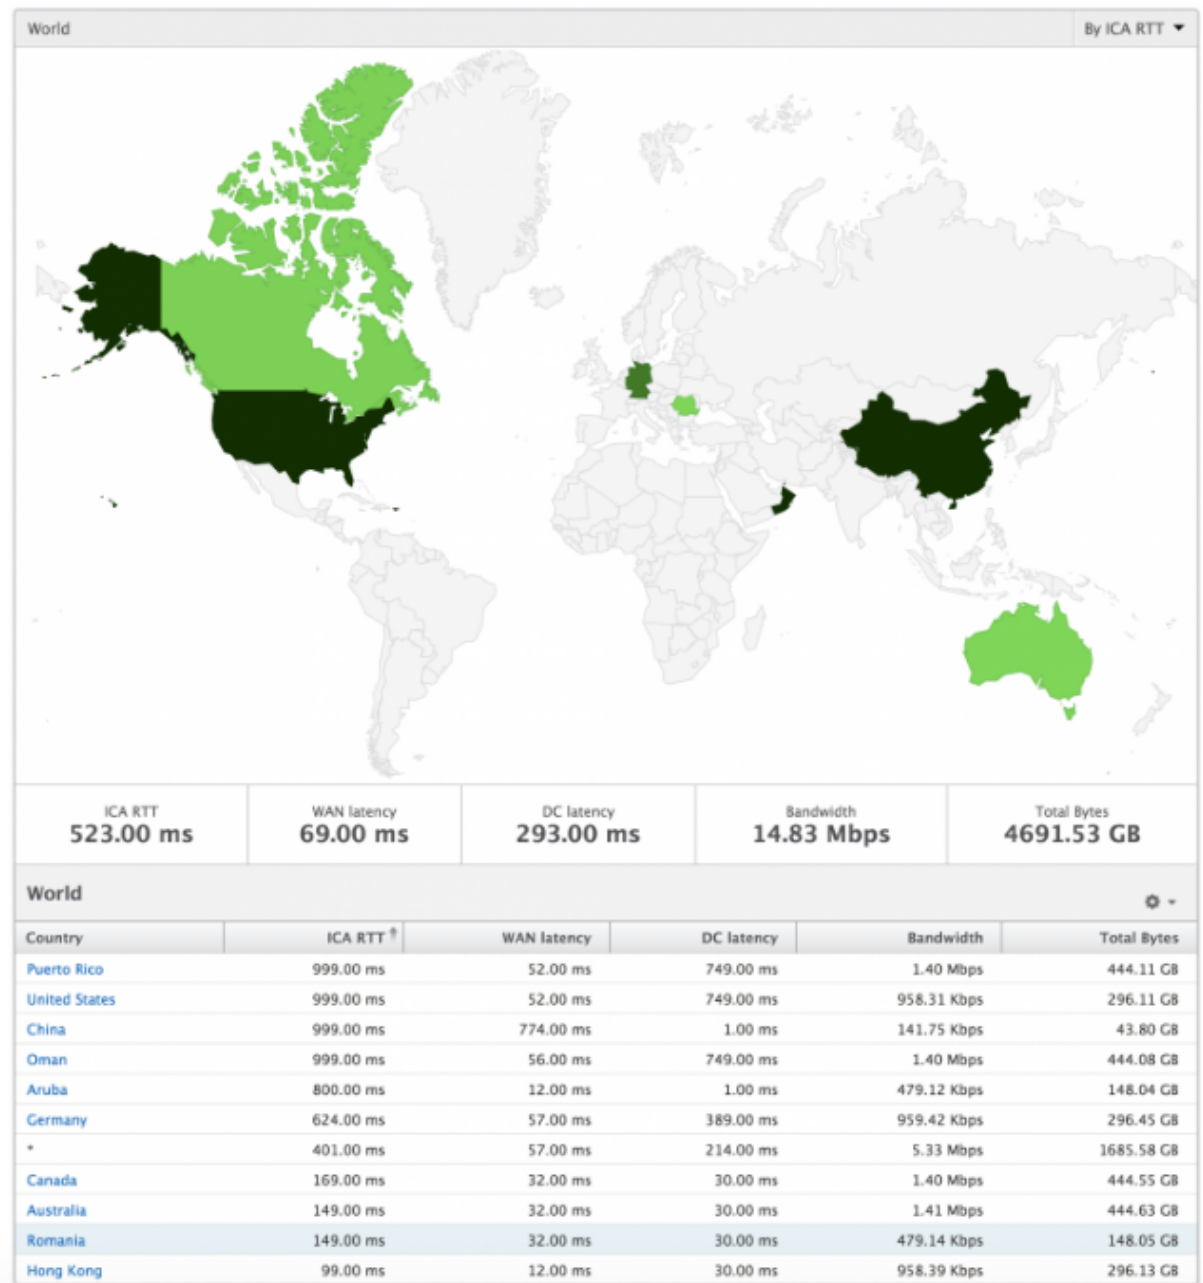 World By ICA RTT
ICA RTT WAN latency DC latency Bandwidth Total Bytes
523.00 ms 69.00 ms 293.00 ms 14.83 Mbps 4691.53 GB
World
Country ICA RTT WAN latency DC latency Bandwidth Total Bytes
Puerto Rico 999.00 ms 52.00 ms 749.00 ms 1.40 Mbps 444.11 GB
United States 999.00 ms 52.00 ms 749.00 ms 958.31 Kbps 296.11 GB
China 999.00 ms 774.00 ms 1.00 ms 141.75 Kbps 43.80 GB
Oman 999.00 ms 56.00 ms 749.00 ms 1.40 Mbps 444.08 GB
Aruba 800.00 ms 12.00 ms 1.00 ms 479.12 Kbps 148.04 GB
Germany 624.00 ms 57.00 ms 389.00 ms 959.42 Kbps 296.45 GB
* 401.00 ms 57.00 ms 214.00 ms 5.33 Mbps 1685.58 GB
Canada 169.00 ms 32.00 ms 30.00 ms 1.40 Mbps 444.55 GB
Australia 149.00 ms 32.00 ms 30.00 ms 1.41 Mbps 444.63 GB
Romania 149.00 ms 32.00 ms 30.00 ms 479.14 Kbps 148.05 GB
Hong Kong 99.00 ms 12.00 ms 30.00 ms 958.39 Kbps 296.13 GB